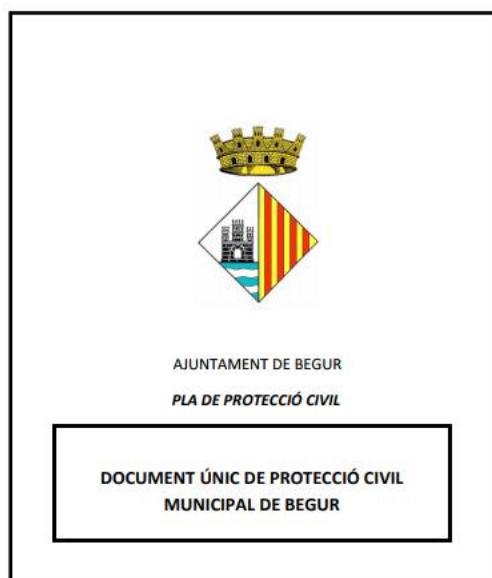 AJUNTAMENT DE BEGUR
PLA DE PROTECCIÓ CIVIL
DOCUMENT ÚNIC DE PROTECCIÓ CIVIL
MUNICIPAL DE BEGUR